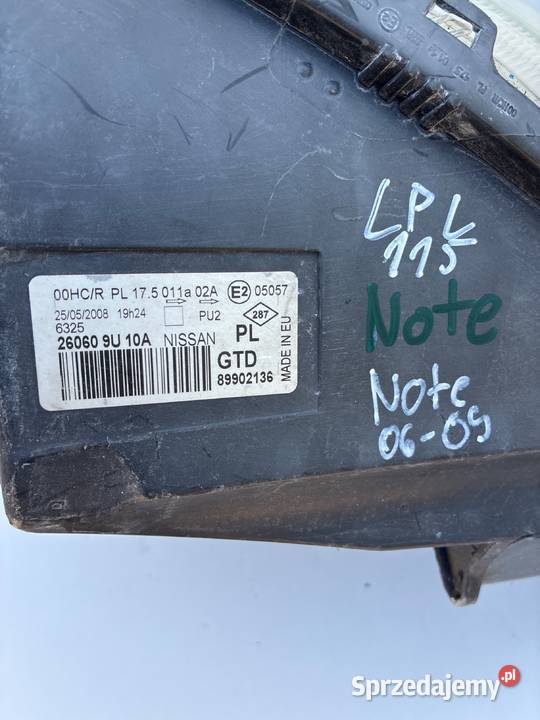 LPL
115
Note
Note
06-09
00HC/R PL 17.5 011a 02A E2 05057
25/05/2008 19h24 PU2 287
6325
26060 9U 10A NISSAN PL
GTD
89902136
MADE IN EU
Sprzedajemy.pl